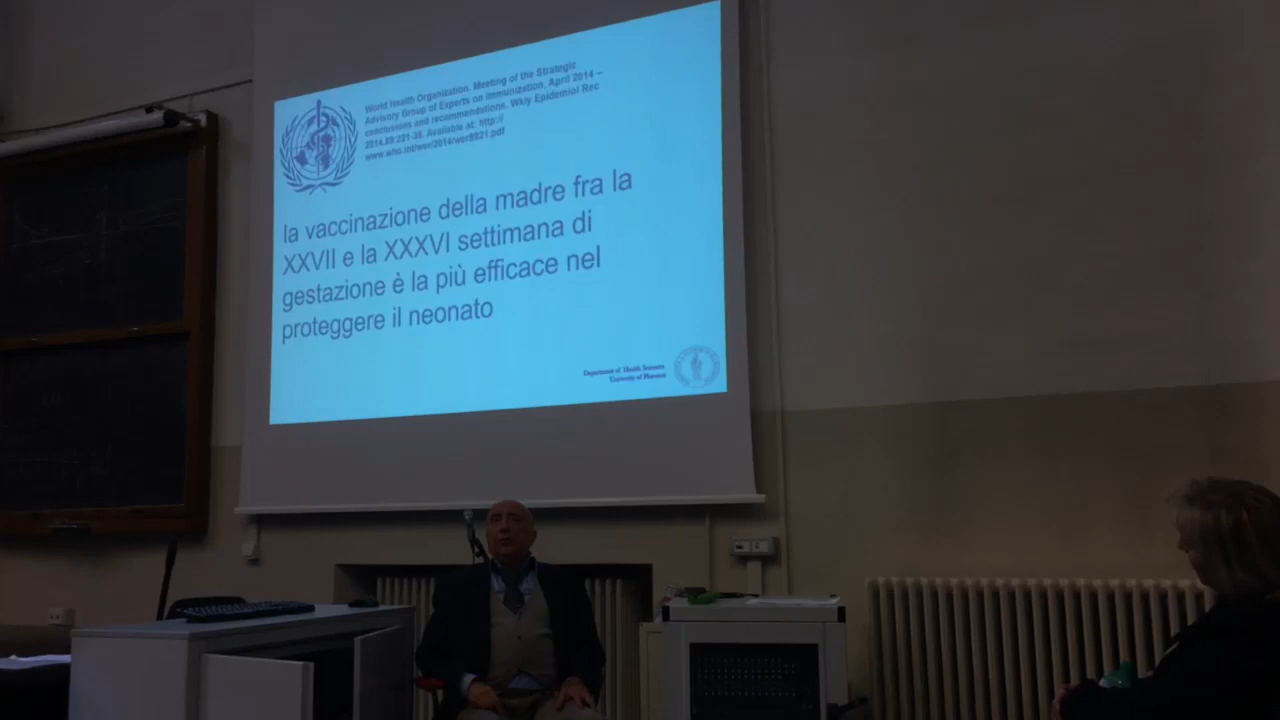 World Health Organization. Meeting of the Strategic
Advisory Group of Experts on immunization, April 2014 –
conclusions and recommendations. Wkly Epidemiol Rec
2014.89:221-36. Available at: http://
www.who.int/wer/2014/wer8921.pdf
la vaccinazione della madre fra la
XXVII e la XXXVI settimana di
gestazione è la più efficace nel
proteggere il neonato
Department of Health Sciences
University of Florence